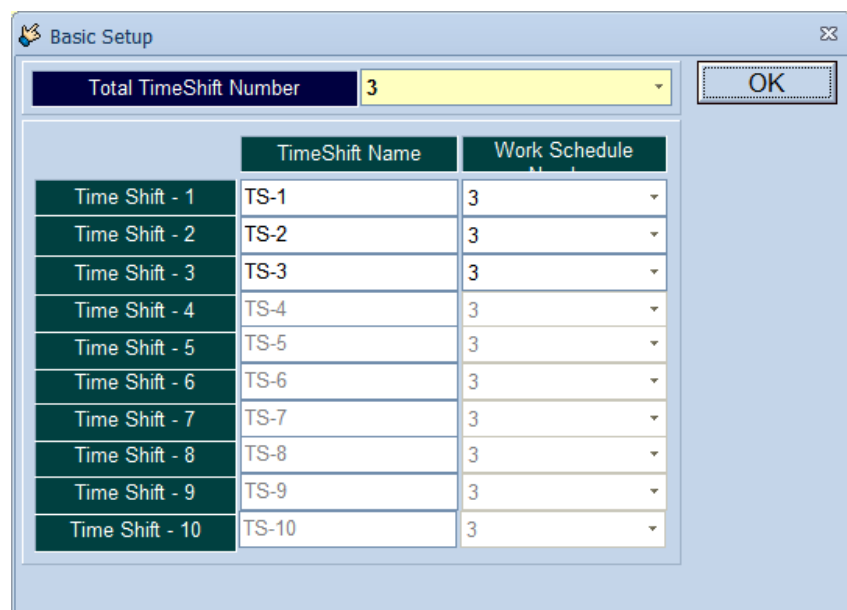 Basic Setup
Total TimeShift Number 3 OK
TimeShift Name Work Schedule
Time Shift - 1 TS-1 3
Time Shift - 2 TS-2 3
Time Shift - 3 TS-3 3
Time Shift - 4 TS-4 3
Time Shift - 5 TS-5 3
Time Shift - 6 TS-6 3
Time Shift - 7 TS-7 3
Time Shift - 8 TS-8 3
Time Shift - 9 TS-9 3
Time Shift - 10 TS-10 3